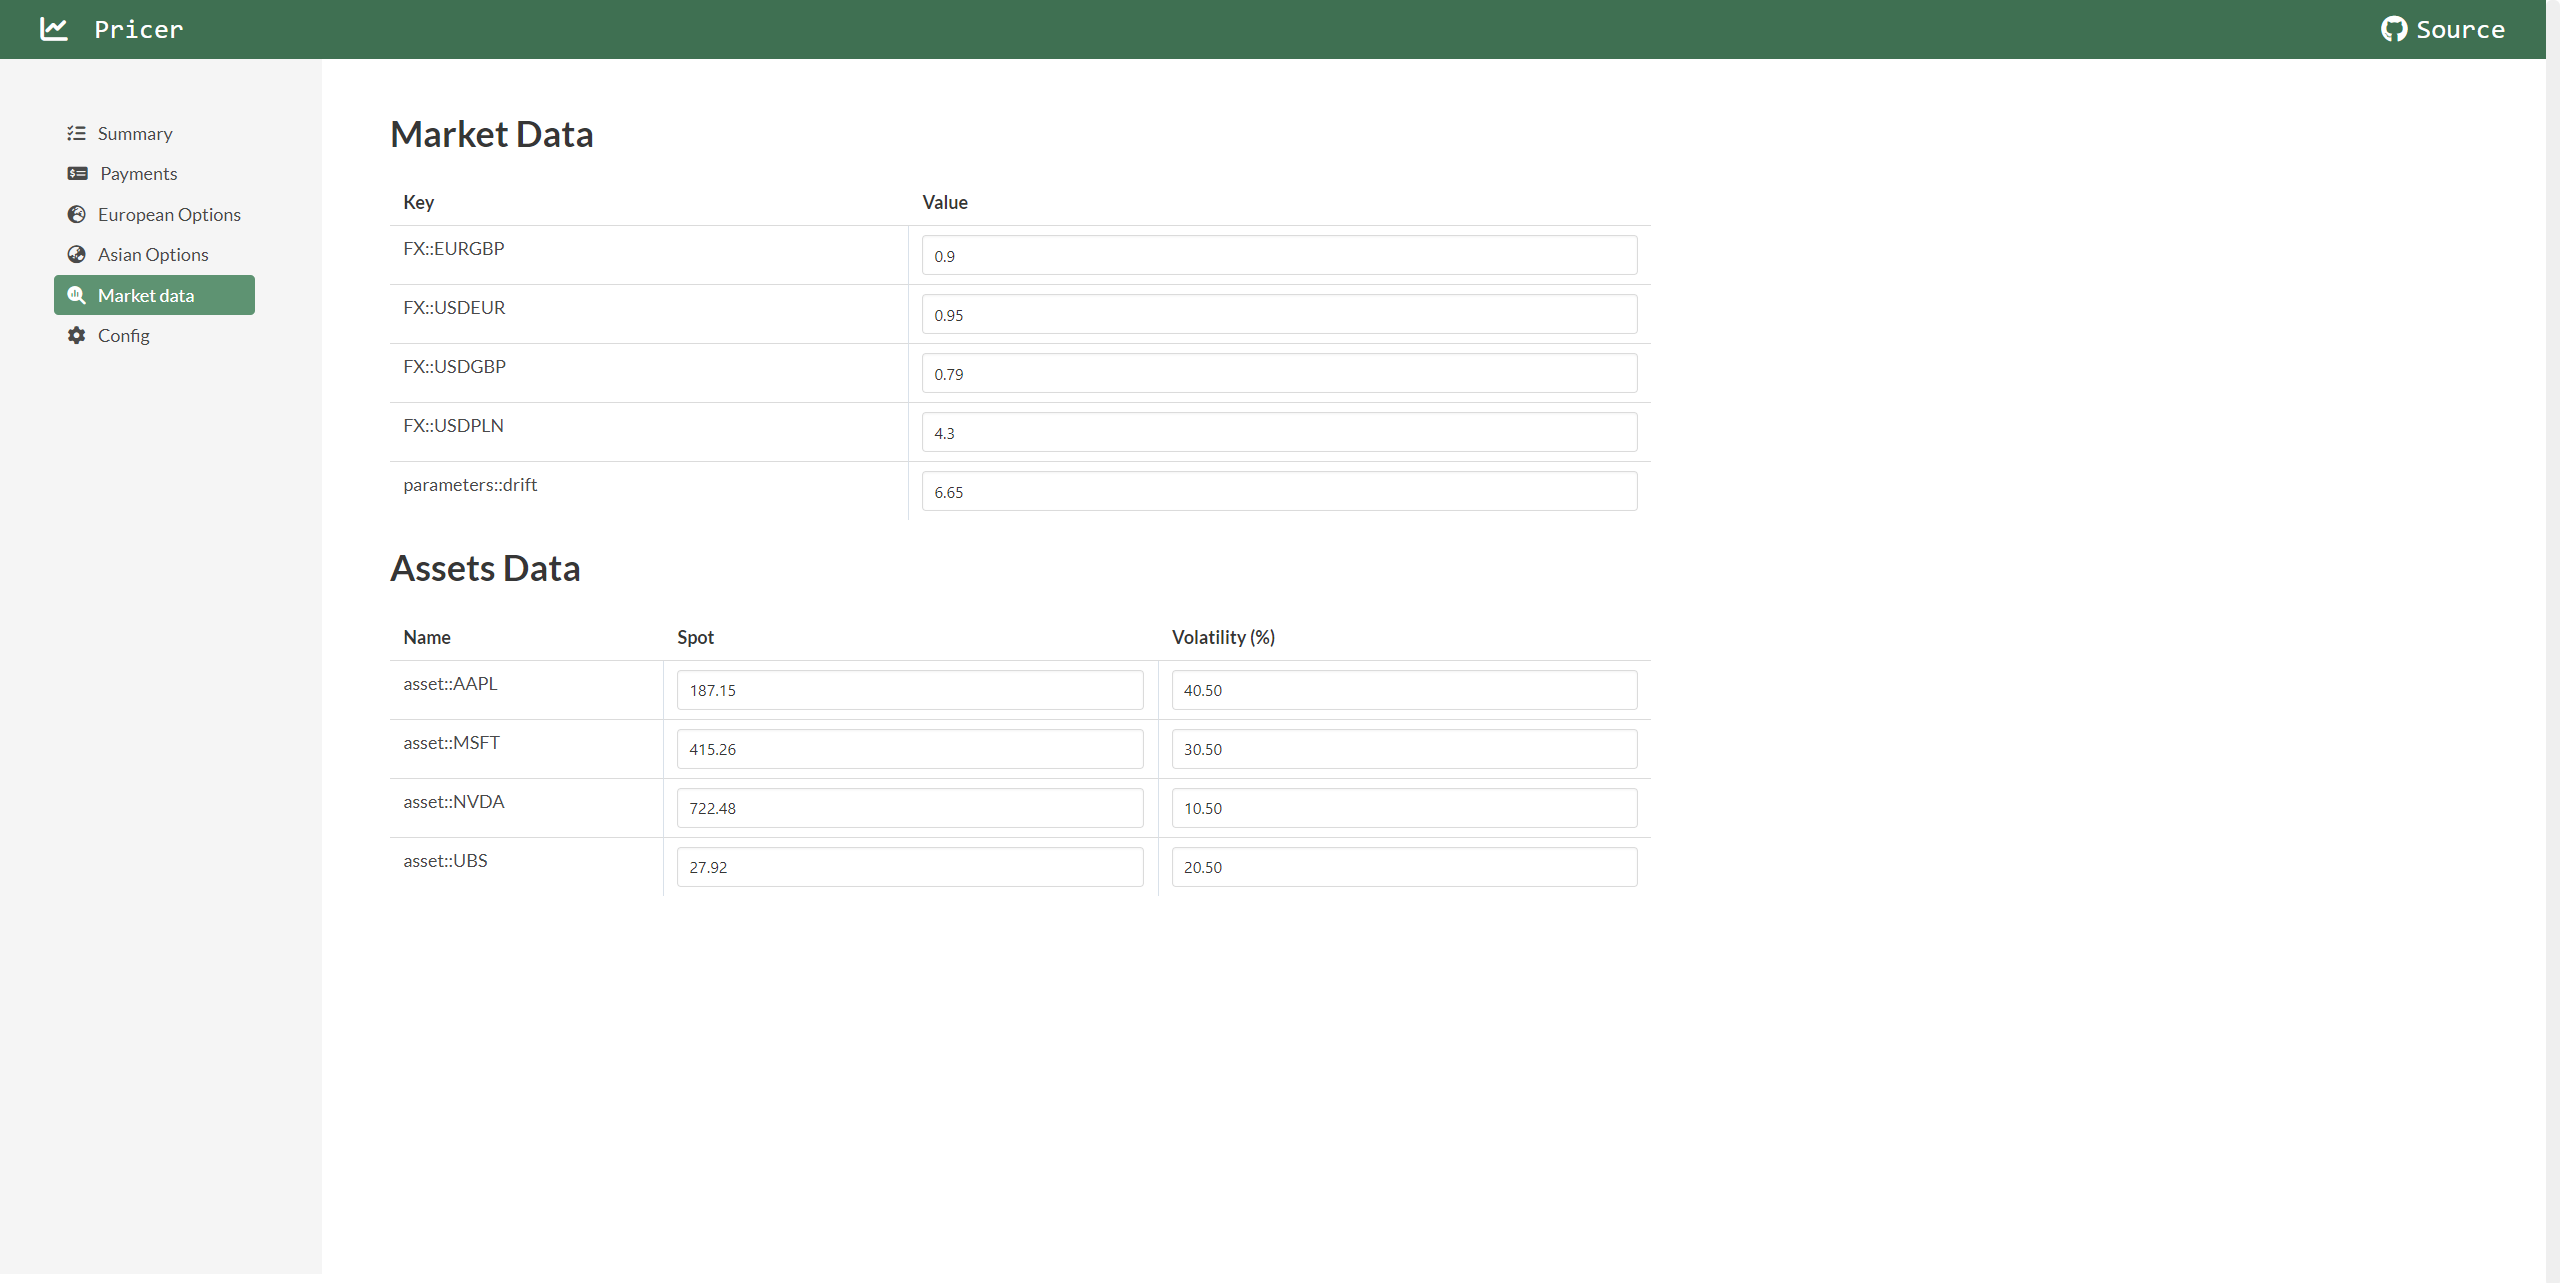 Pricer
Source
Summary
Payments
European Options
Asian Options
Market data
Config
Market Data
Key Value
FX::EURGBP 0.9
FX::USDEUR 0.95
FX::USDGBP 0.79
FX::USDPLN 4.3
parameters::drift 6.65
Assets Data
Name Spot Volatility (%)
asset::AAPL 187.15 40.50
asset::MSFT 415.26 30.50
asset::NVDA 722.48 10.50
asset::UBS 27.92 20.50